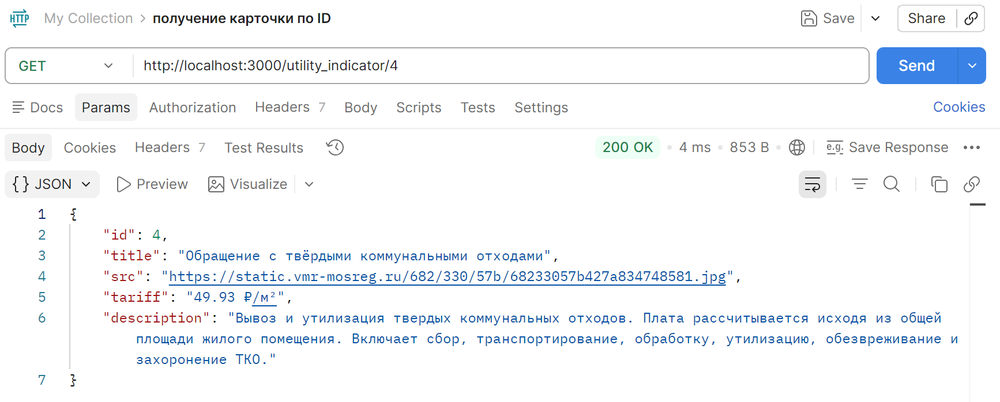 HTTP My Collection > получение карточки по ID Save Share
GET http://localhost:3000/utility_indicator/4 Send
Docs Params Authorization Headers 7 Body Scripts Tests Settings Cookies
Body Cookies Headers 7 Test Results 200 OK • 4 ms • 853 B • e.g. Save Response •••
{} JSON Preview Visualize
1 {
2 "id": 4,
3 "title": "Обращение с твёрдыми коммунальными отходами",
4 "src": "https://static.vmr-mosreg.ru/682/330/57b/68233057b427a834748581.jpg",
5 "tariff": "49.93 ₽/м²",
6 "description": "Вывоз и утилизация твердых коммунальных отходов. Плата рассчитывается исходя из общей
площади жилого помещения. Включает сбор, транспортирование, обработку, утилизацию, обезвреживание и
захоронение ТКО."
7 }